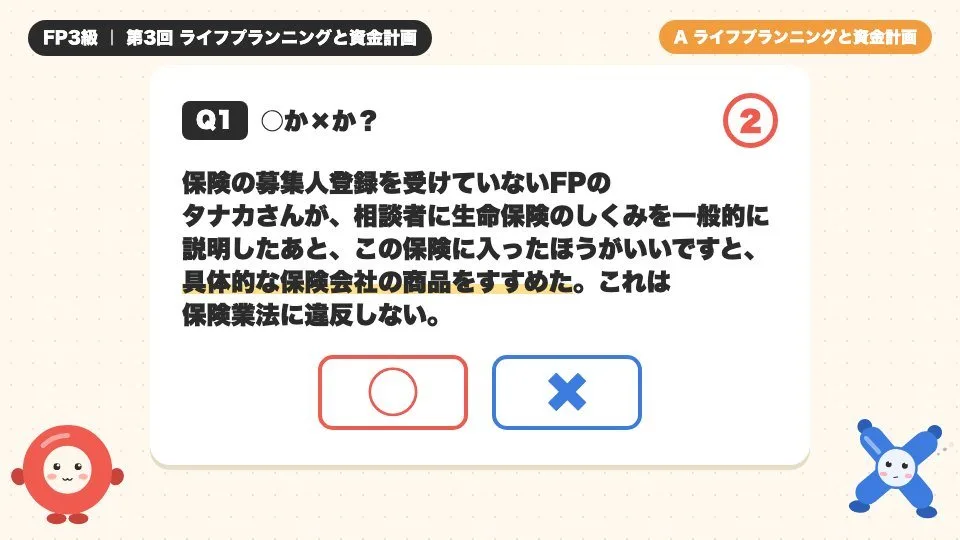 FP3級 | 第3回 ライフプランニングと資金計画
A ライフプランニングと資金計画
Q1 ○か×か？
2
保険の募集人登録を受けていないFPの
タナカさんが、相談者に生命保険のしくみを一般的に
説明したあと、この保険に入ったほうがいいですと、
具体的な保険会社の商品をすすめた。これは
保険業法に違反しない。
○ ×